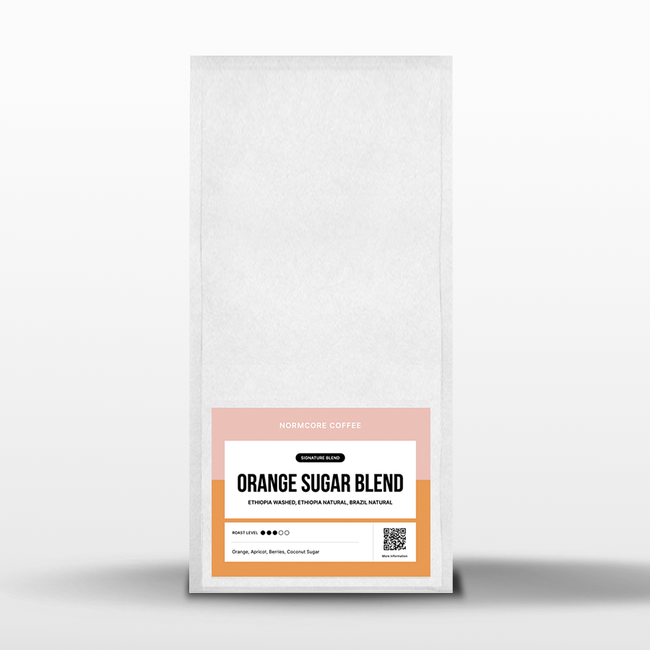 NORMCORE COFFEE
SIGNATURE BLEND
ORANGE SUGAR BLEND
ETHIOPIA WASHED, ETHIOPIA NATURAL, BRAZIL NATURAL
ROAST LEVEL
Orange, Apricot, Berries, Coconut Sugar
More Information